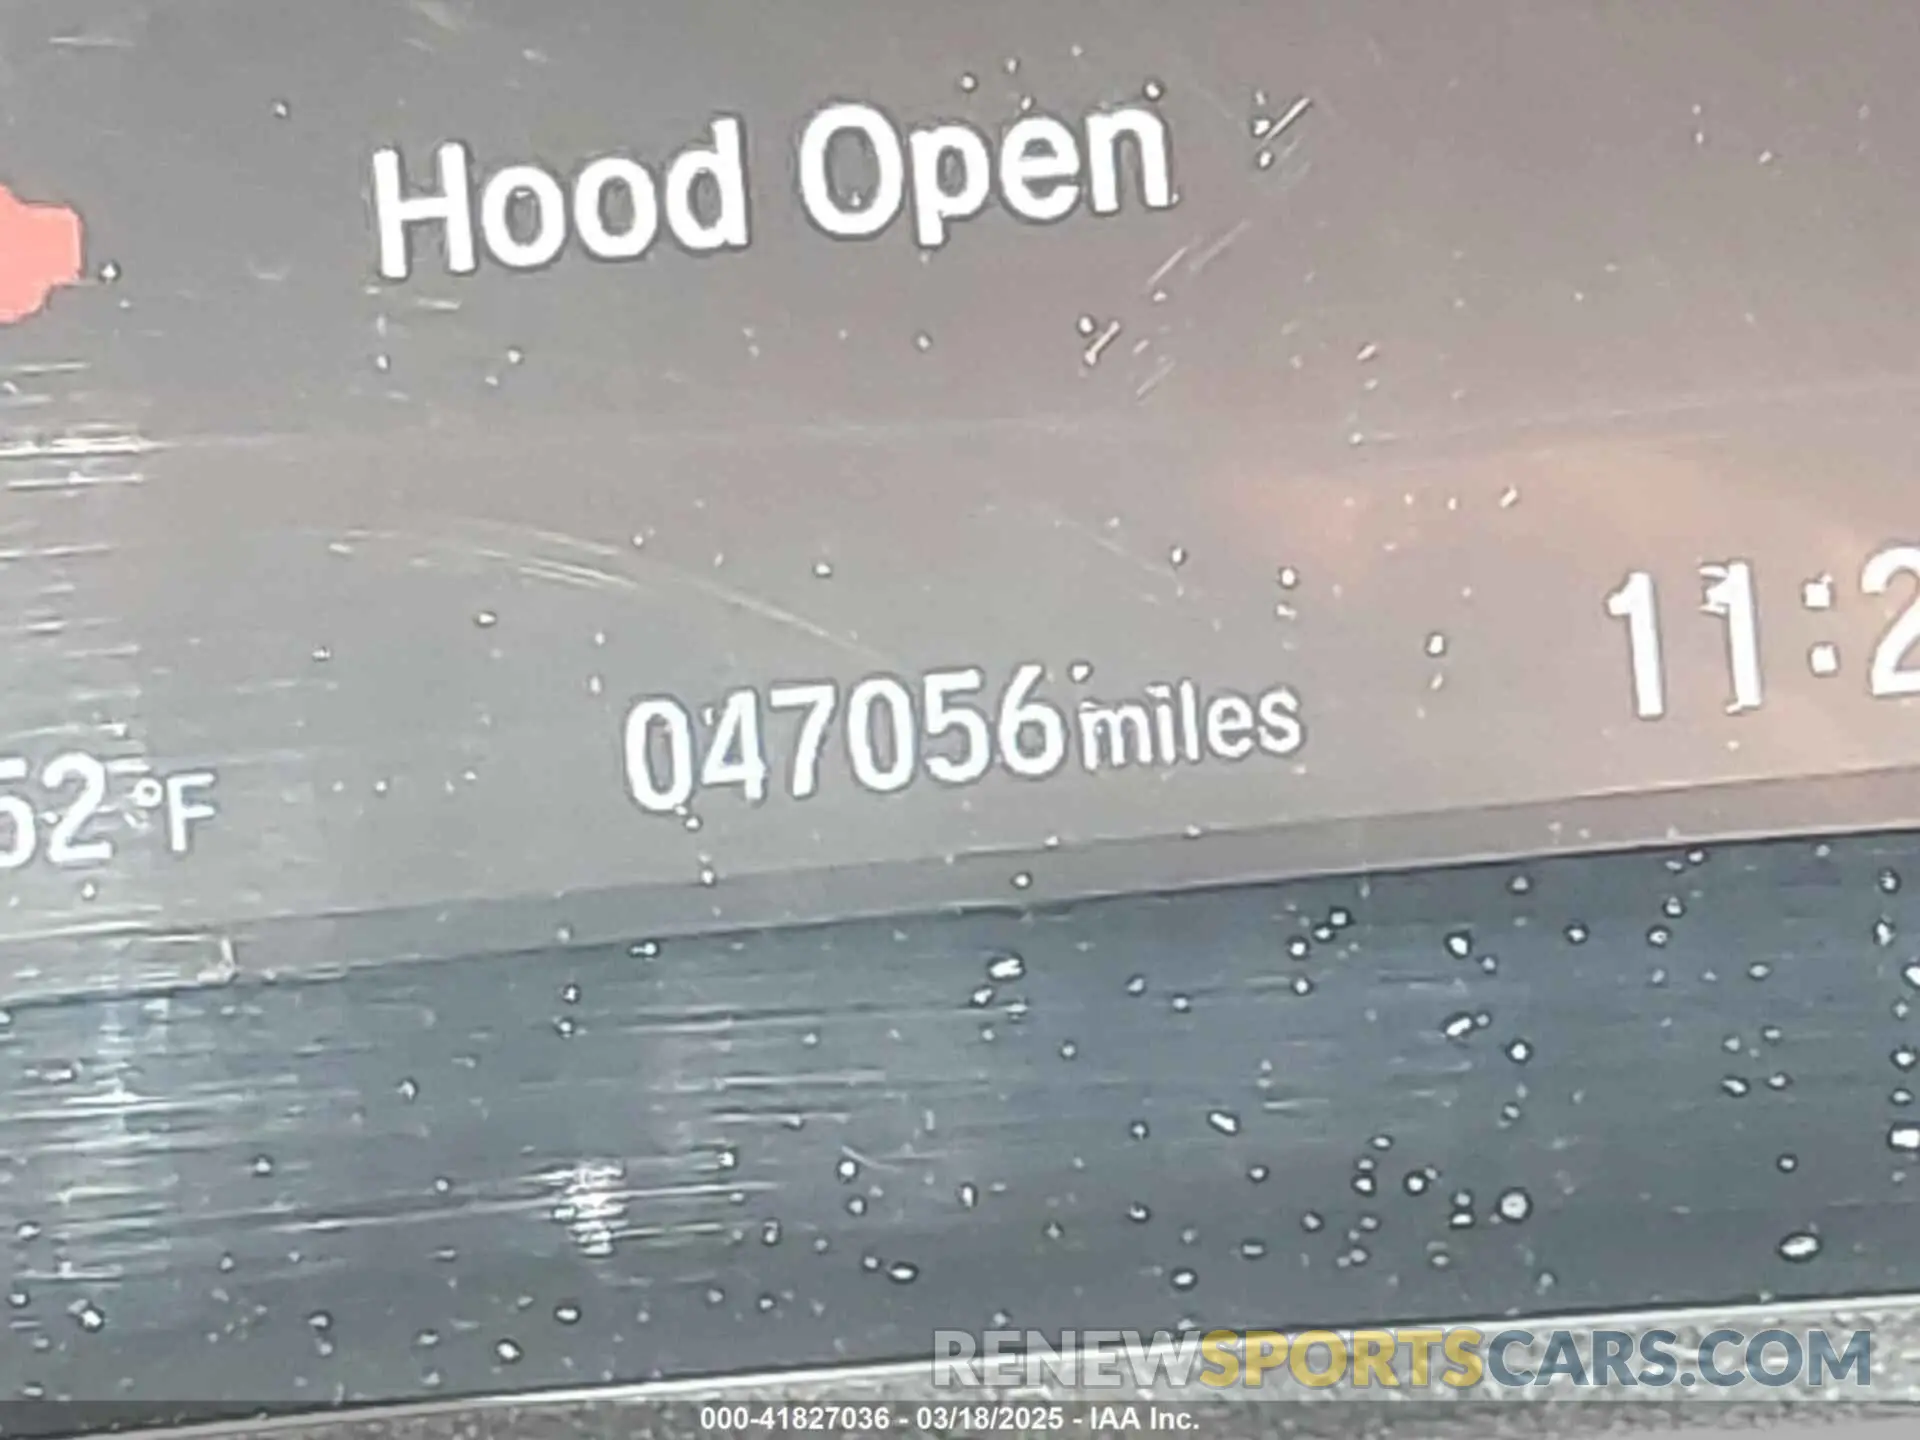 Hood Open
11:2
047056 miles
52°F
RENEWSPORTSCARS.COM
000-41827036 - 03/18/2025 - IAA Inc.